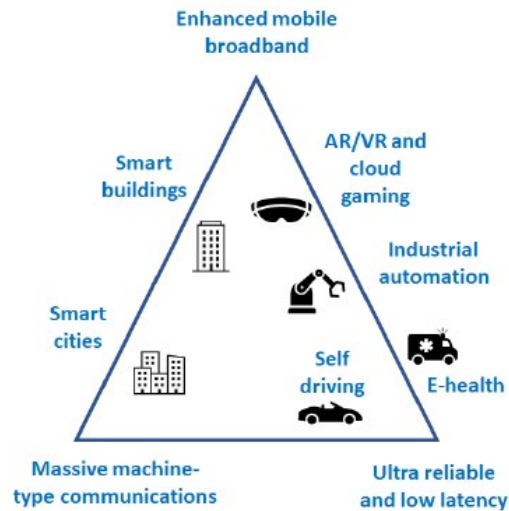 Enhanced mobile
broadband
AR/VR and
cloud
gaming
Smart
buildings
Industrial
automation
Smart
cities
Self
driving
E-health
Massive machine-
type communications
Ultra reliable
and low latency